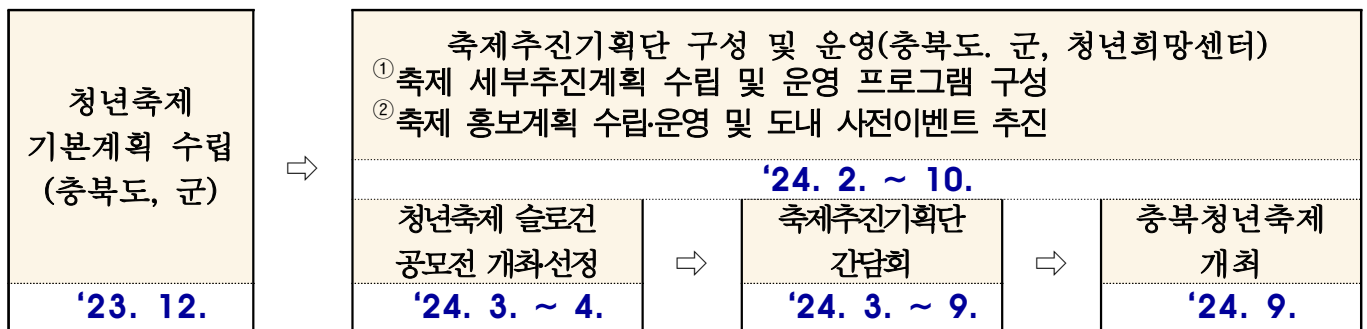 청년축제
기본계획 수립
(충북도, 군)
‘23. 12.
⇨
축제추진기획단 구성 및 운영(충북도. 군, 청년희망센터)
①축제 세부추진계획 수립 및 운영 프로그램 구성
②축제 홍보계획 수립·운영 및 도내 사전이벤트 추진
‘24. 2. ~ 10.
청년축제 슬로건
공모전 개최·선정
‘24. 3. ~ 4.
⇨
축제추진기획단
간담회
‘24. 3. ~ 9.
⇨
충북청년축제
개최
‘24. 9.